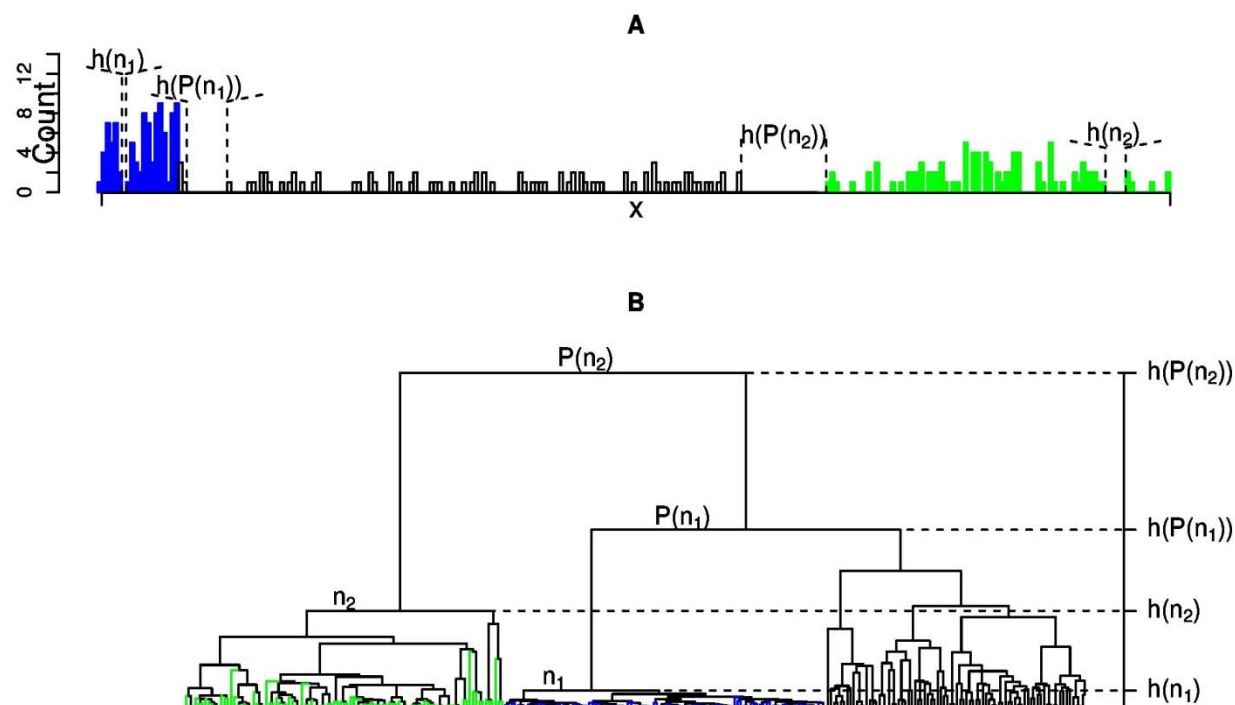 A
h(n₁)
h(P(n₁))
h(P(n₂))
h(n₂)
Count
0 4 8 12
X
B
P(n₂)
h(P(n₂))
P(n₁)
h(P(n₁))
n₂
h(n₂)
n₁
h(n₁)